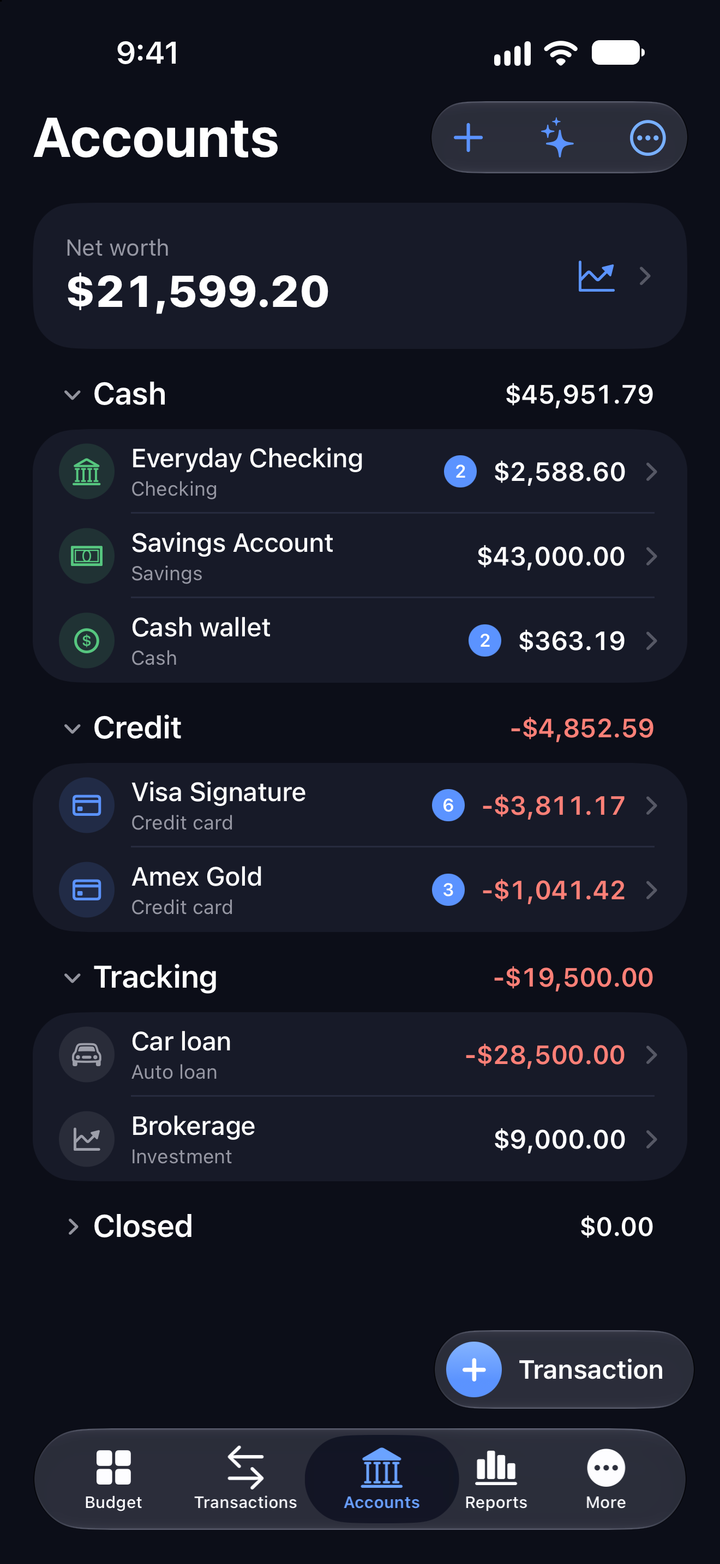 9:41
Accounts
Net worth
$21,599.20
Cash $45,951.79
Everyday Checking
Checking
2 $2,588.60
Savings Account
Savings
$43,000.00
Cash wallet
Cash
2 $363.19
Credit -$4,852.59
Visa Signature
Credit card
6 -$3,811.17
Amex Gold
Credit card
3 -$1,041.42
Tracking -$19,500.00
Car loan
Auto loan
-$28,500.00
Brokerage
Investment
$9,000.00
Closed $0.00
Transaction
Budget Transactions Accounts Reports More